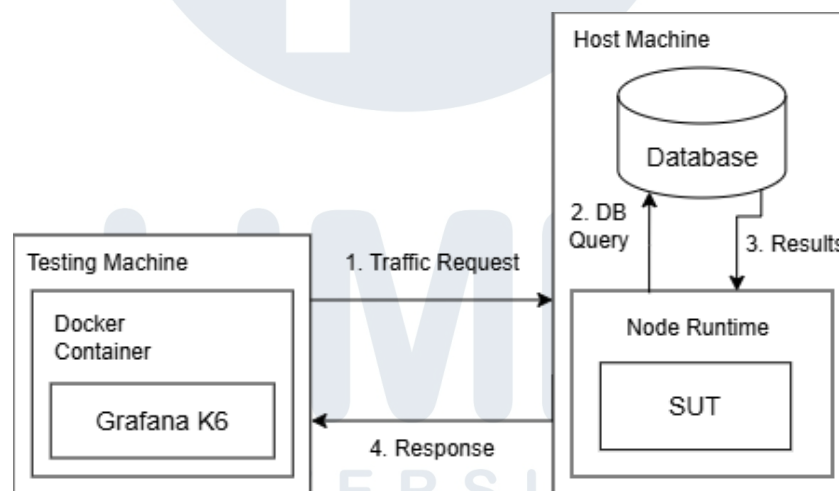 Host Machine
Database
2. DB
Query
3. Results
Testing Machine
1. Traffic Request
Docker
Container
Node Runtime
Grafana K6
SUT
4. Response